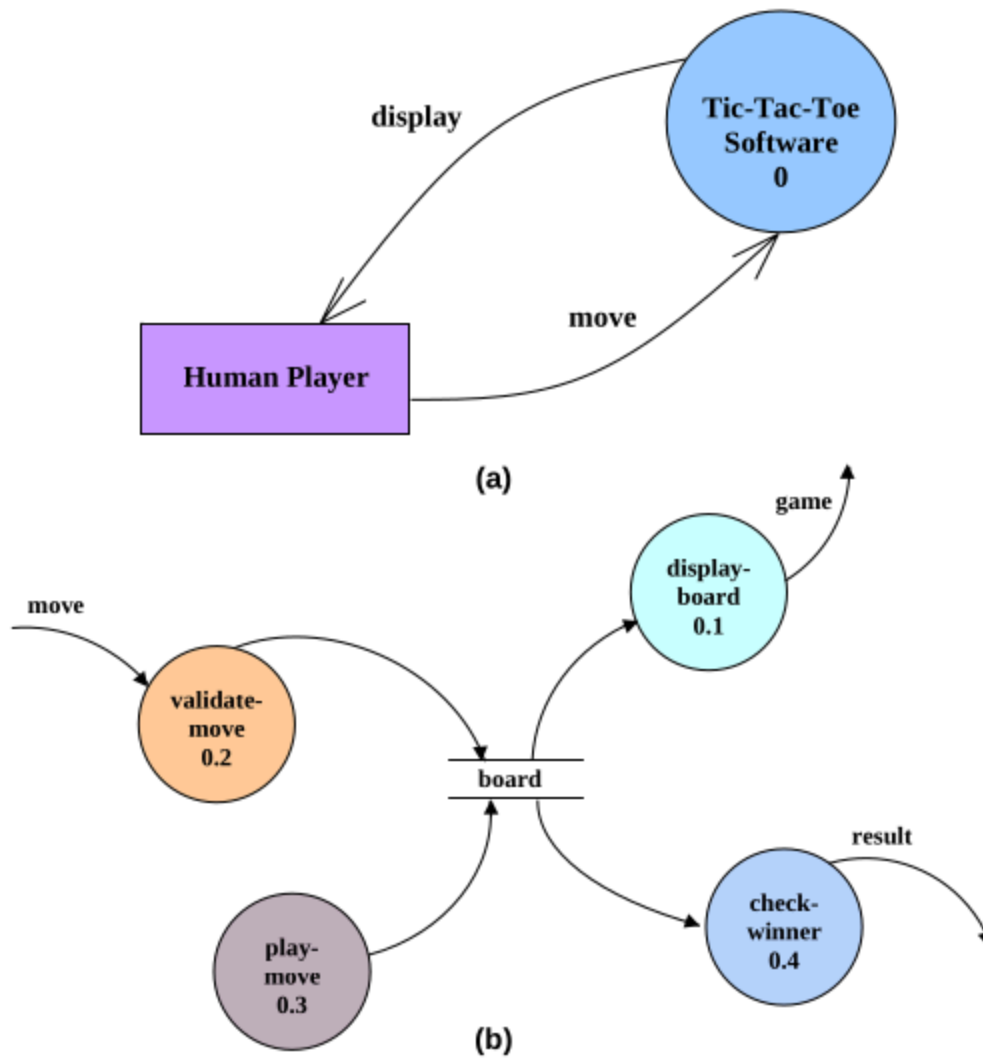 display
Tic-Tac-Toe
Software
0
move
Human Player
(a)
game
display-
board
0.1
move
validate-
move
0.2
board
result
check-
winner
0.4
play-
move
0.3
(b)